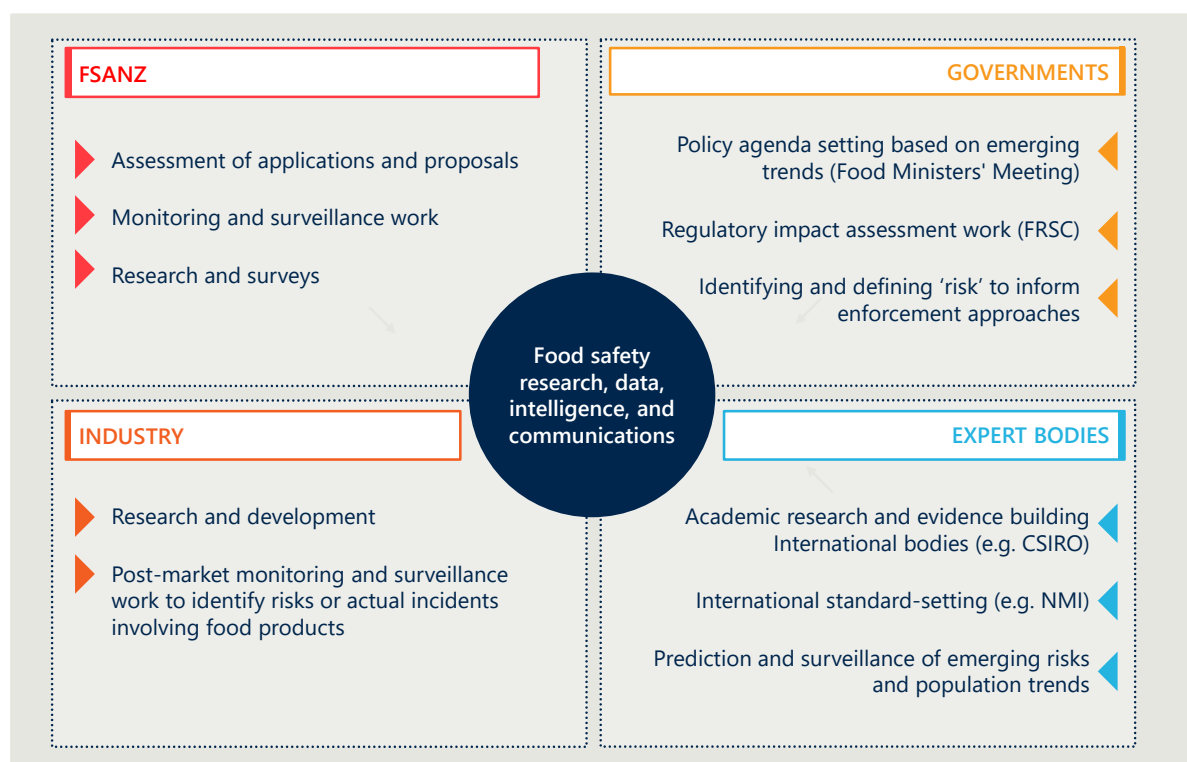 FSANZ
Assessment of applications and proposals
Monitoring and surveillance work
Research and surveys
GOVERNMENTS
Policy agenda setting based on emerging
trends (Food Ministers' Meeting)
Regulatory impact assessment work (FRSC)
Identifying and defining ‘risk’ to inform
enforcement approaches
Food safety
research, data,
intelligence, and
communications
INDUSTRY
Research and development
Post-market monitoring and surveillance
work to identify risks or actual incidents
involving food products
EXPERT BODIES
Academic research and evidence building
International bodies (e.g. CSIRO)
International standard-setting (e.g. NMI)
Prediction and surveillance of emerging risks
and population trends